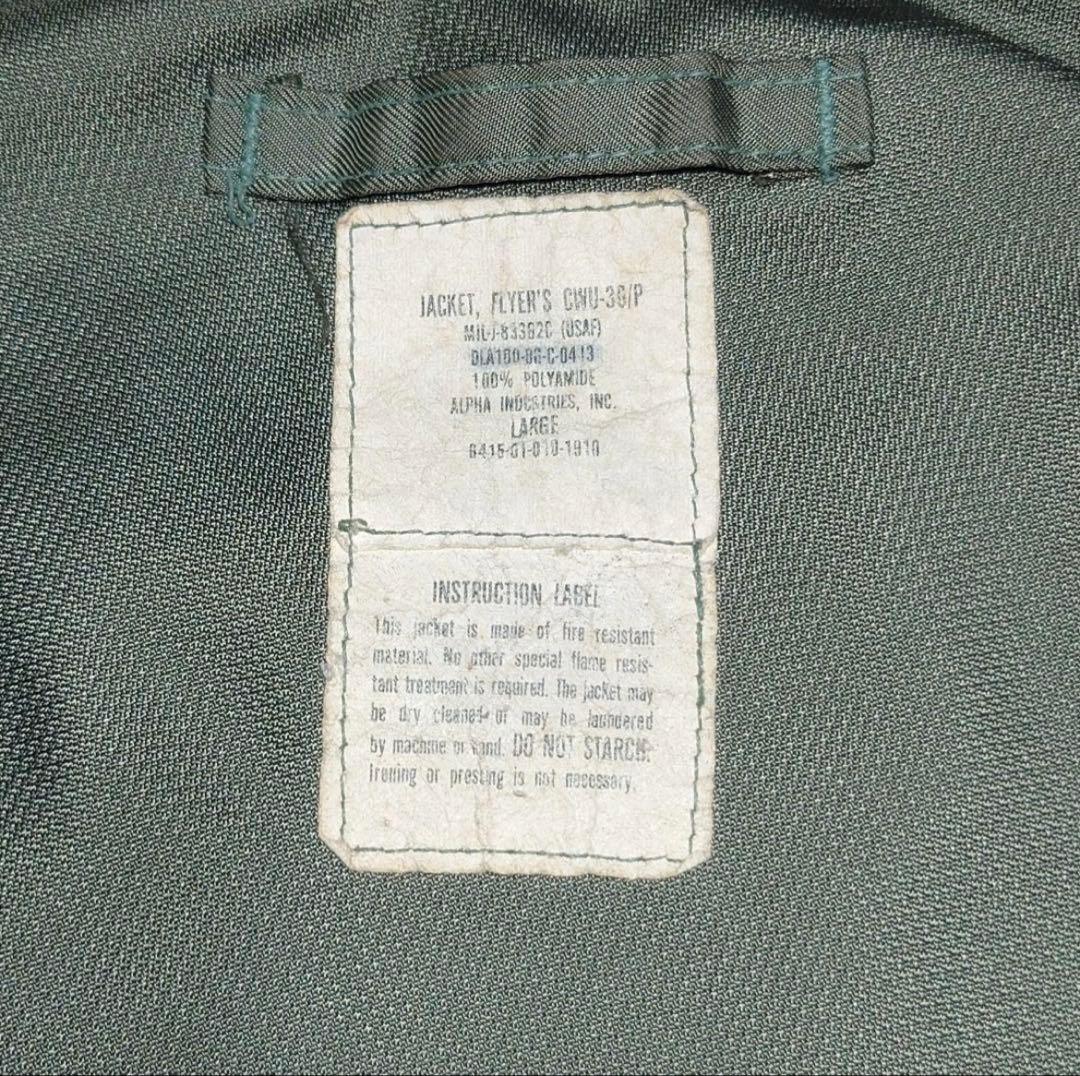 JACKET, FLYER'S CWU-36/P
MIL-J-83382C (USAF)
DLA100-86-C-0413
100% POLYAMIDE
ALPHA INDUSTRIES, INC.
LARGE
8415-01-010-1910
INSTRUCTION LABEL
This jacket is made of fire resistant
material. No other special flame resis-
tant treatment is required. The jacket may
be dry cleaned or may be laundered
by machine or hand. DO NOT STARCH.
Ironing or pressing is not necessary.